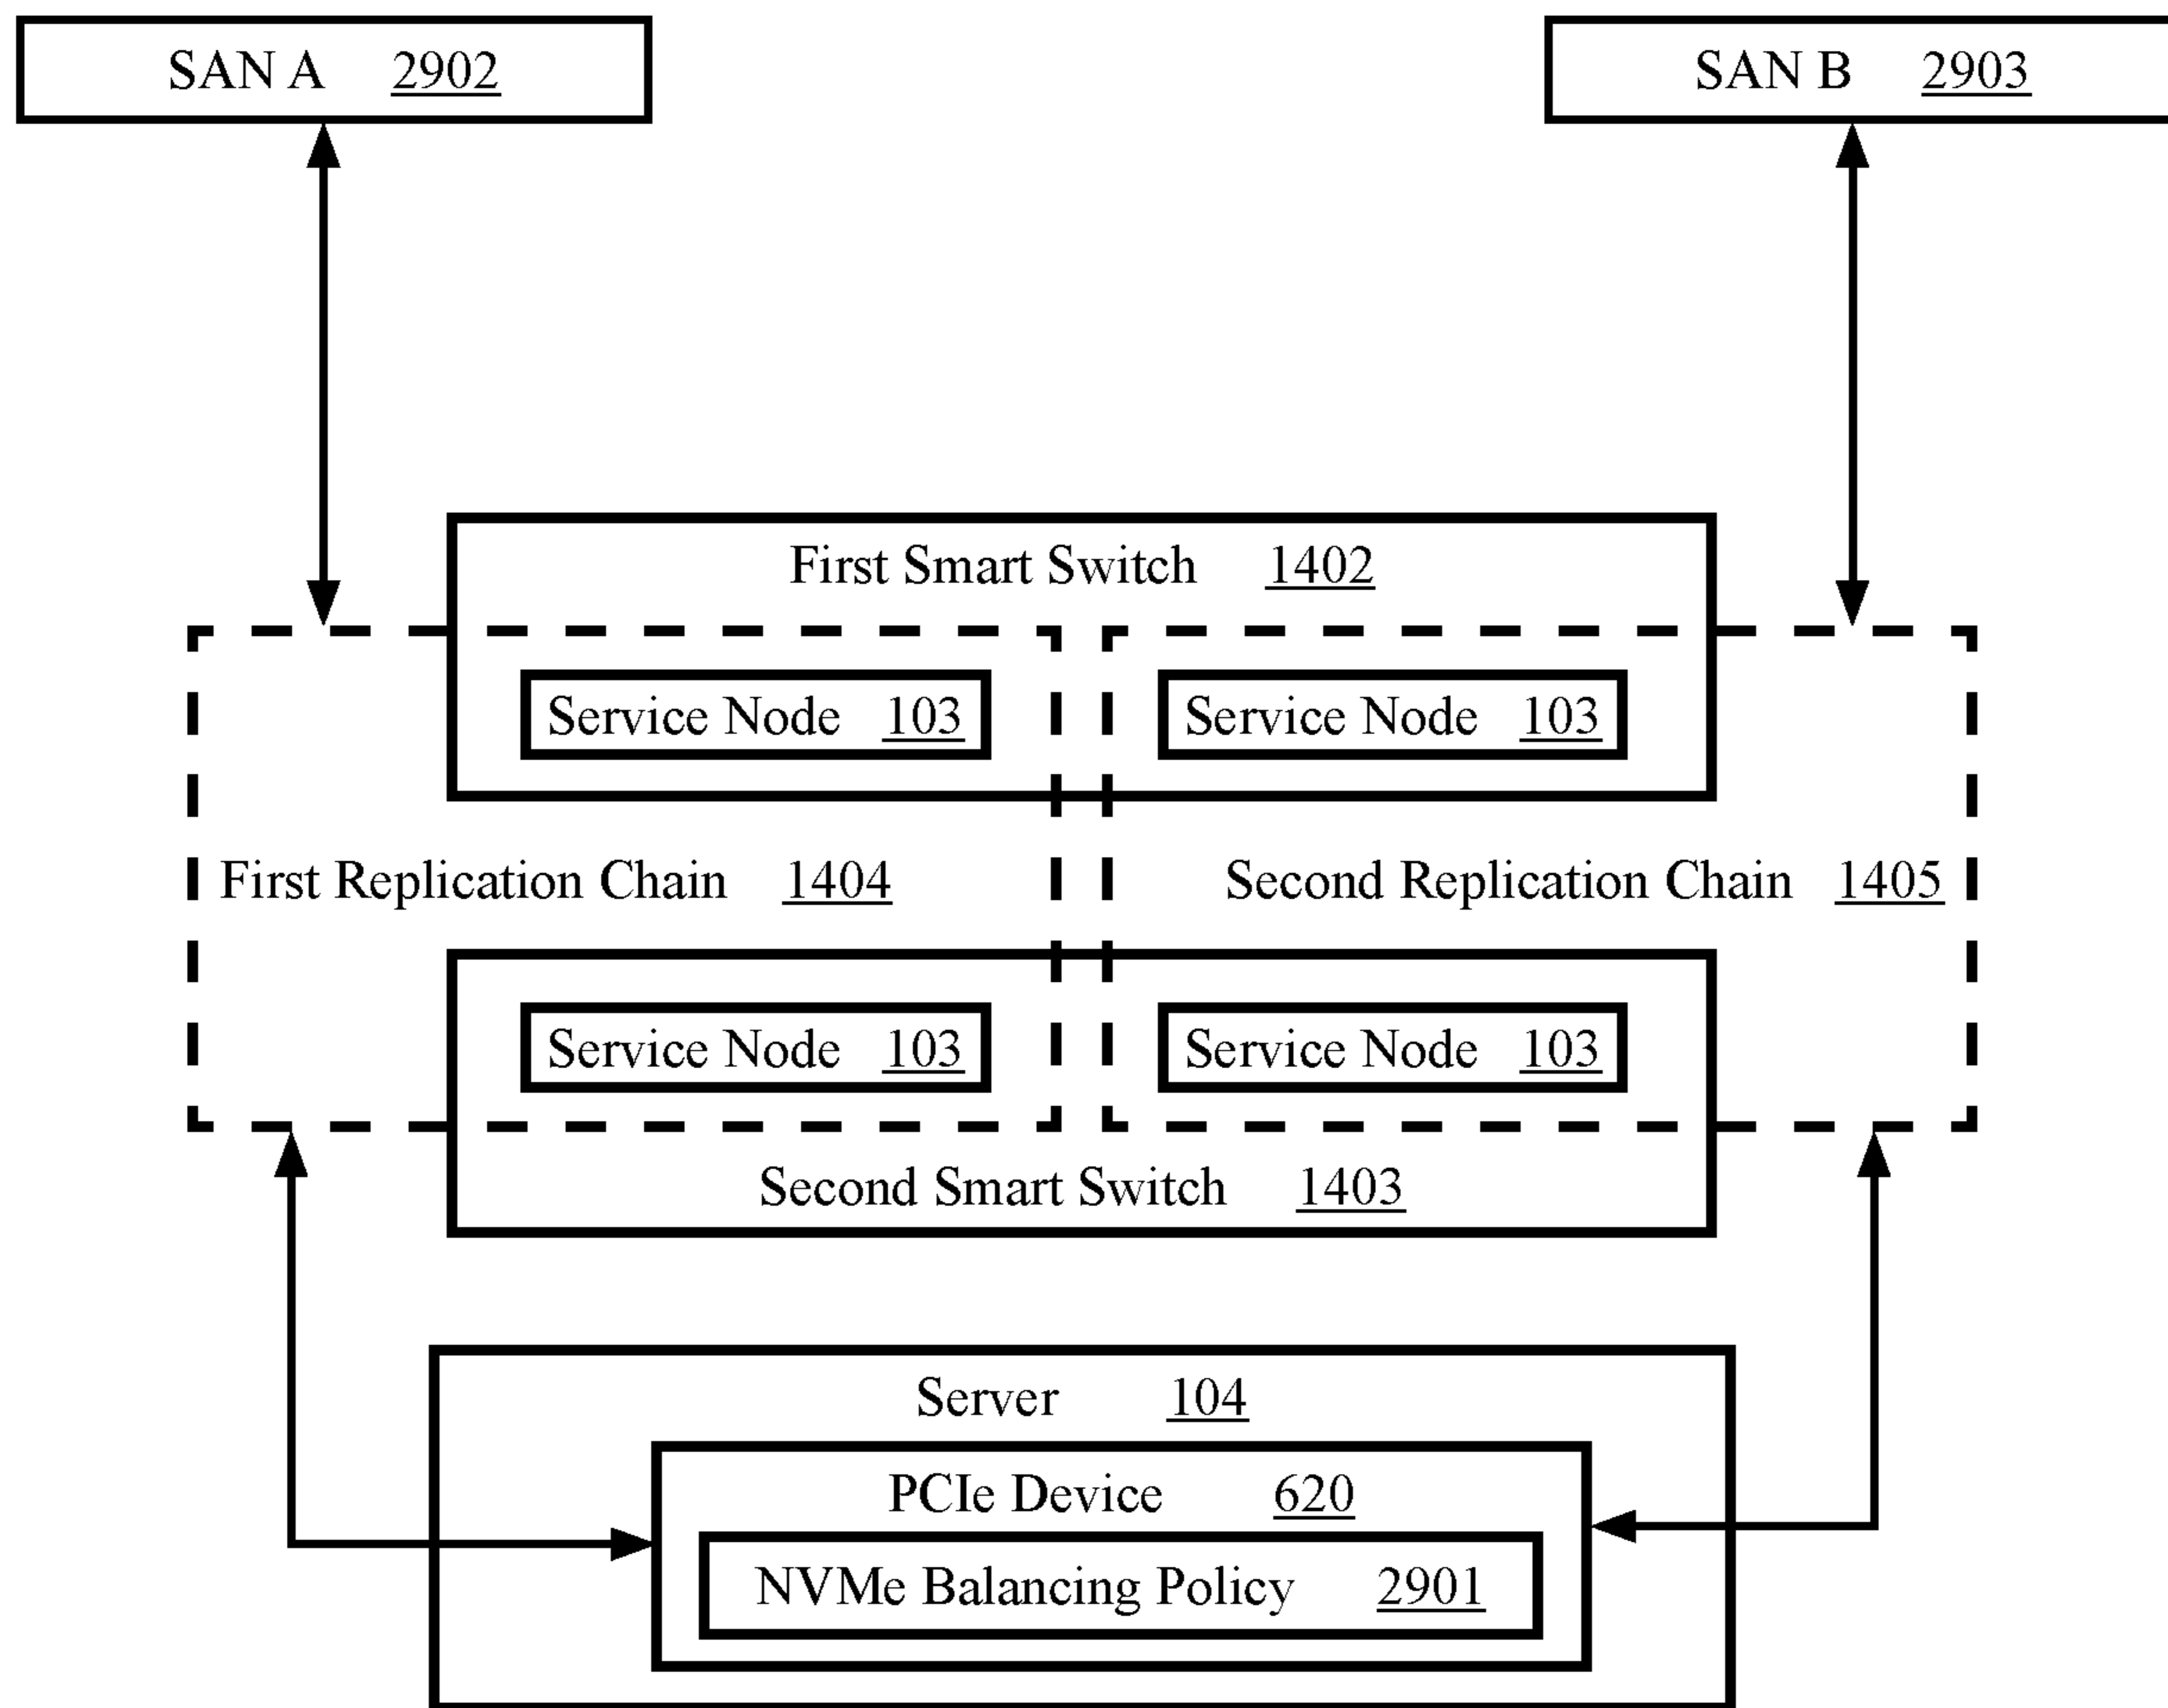 SAN A 2902
SAN B 2903
First Smart Switch 1402
Service Node 103
Service Node 103
First Replication Chain 1404
Second Replication Chain 1405
Service Node 103
Service Node 103
Second Smart Switch 1403
Server 104
PCIe Device 620
NVMe Balancing Policy 2901